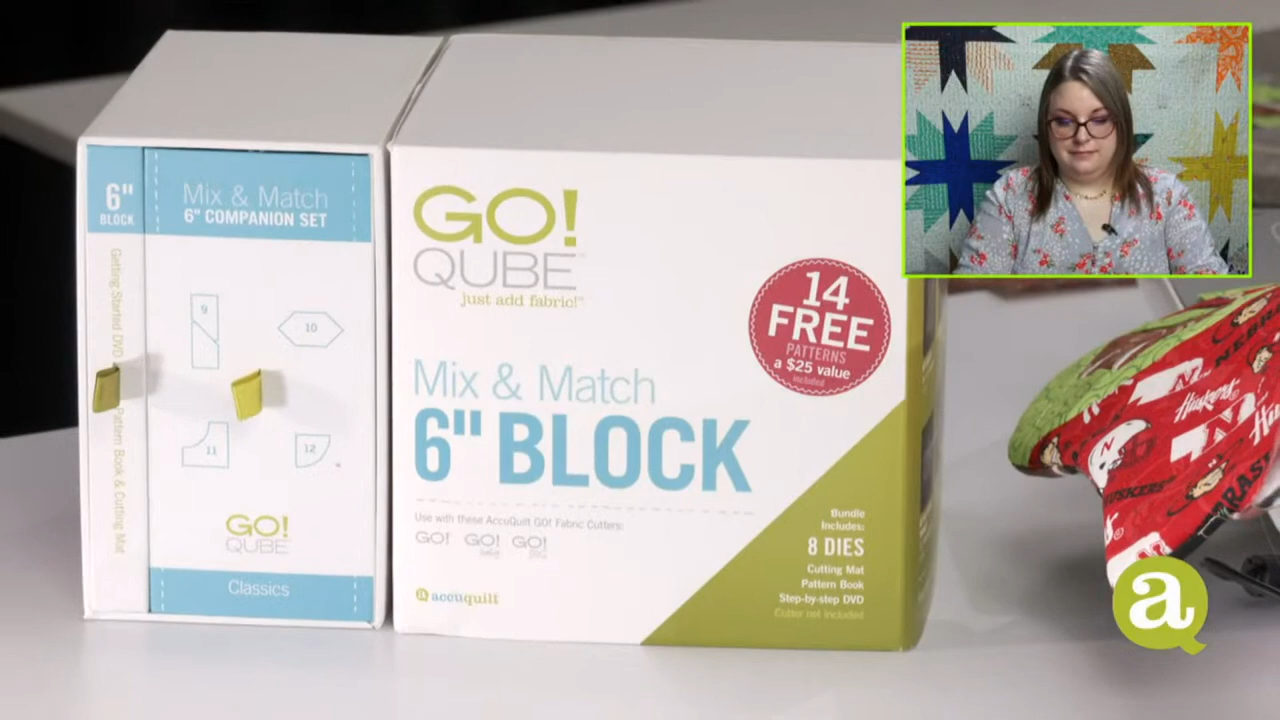 6"
BLOCK
Getting Started DVD
Pattern Book & Cutting Mat
Mix & Match
6" COMPANION SET
9
10
11
12
GO!
QUBE
Classics
GO!
QUBE™
just add fabric!™
14
FREE
PATTERNS
a $25 value
included
Mix & Match
6" BLOCK
Use with these AccuQuilt GO! Fabric Cutters:
GO! GO! GO!
accuquilt
Bundle
Includes:
8 DIES
Cutting Mat
Pattern Book
Step-by-step DVD
Cutter not included
Huskers
N
a